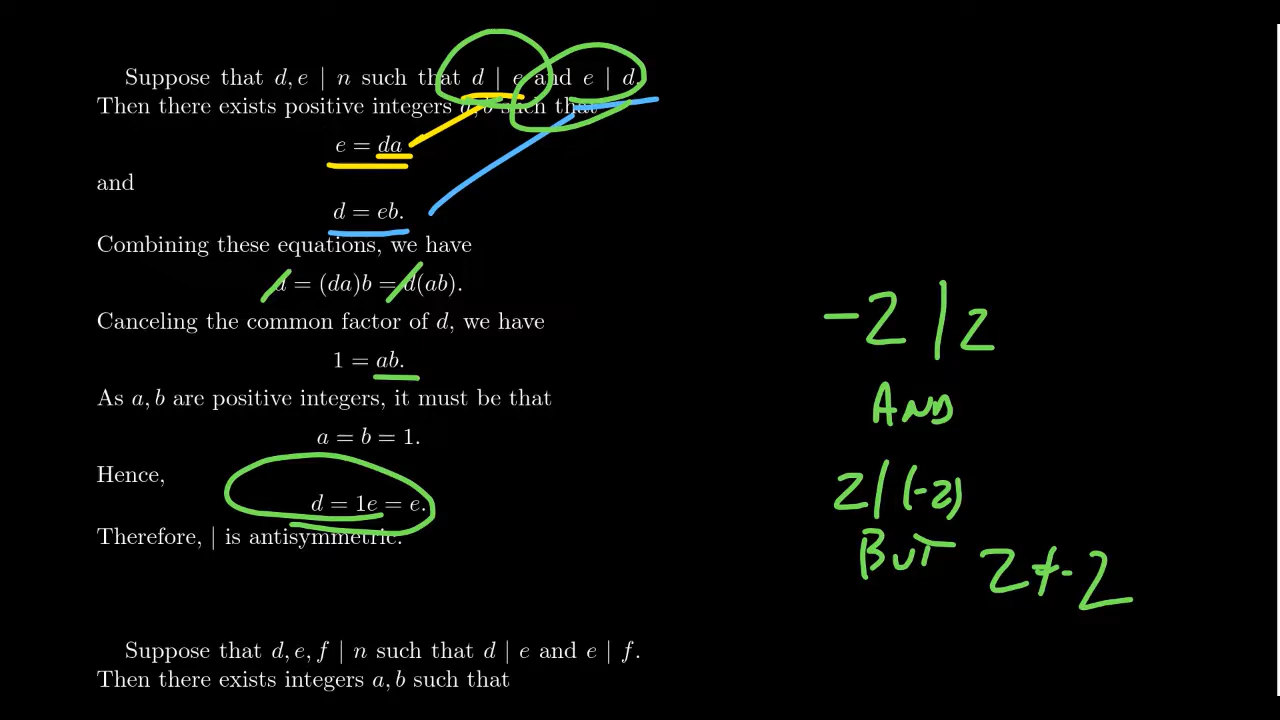 Suppose that d, e | n such that d | e and e | d.
Then there exists positive integers a, b such that
e = da
and
d = eb.
Combining these equations, we have
d = (da)b = d(ab).
Canceling the common factor of d, we have
1 = ab.
As a, b are positive integers, it must be that
a = b = 1.
Hence,
d = 1e = e.
Therefore, | is antisymmetric.
Suppose that d, e, f | n such that d | e and e | f.
Then there exists integers a, b such that
-2 | 2
AND
2 | (-2)
BUT 2 ≠ -2